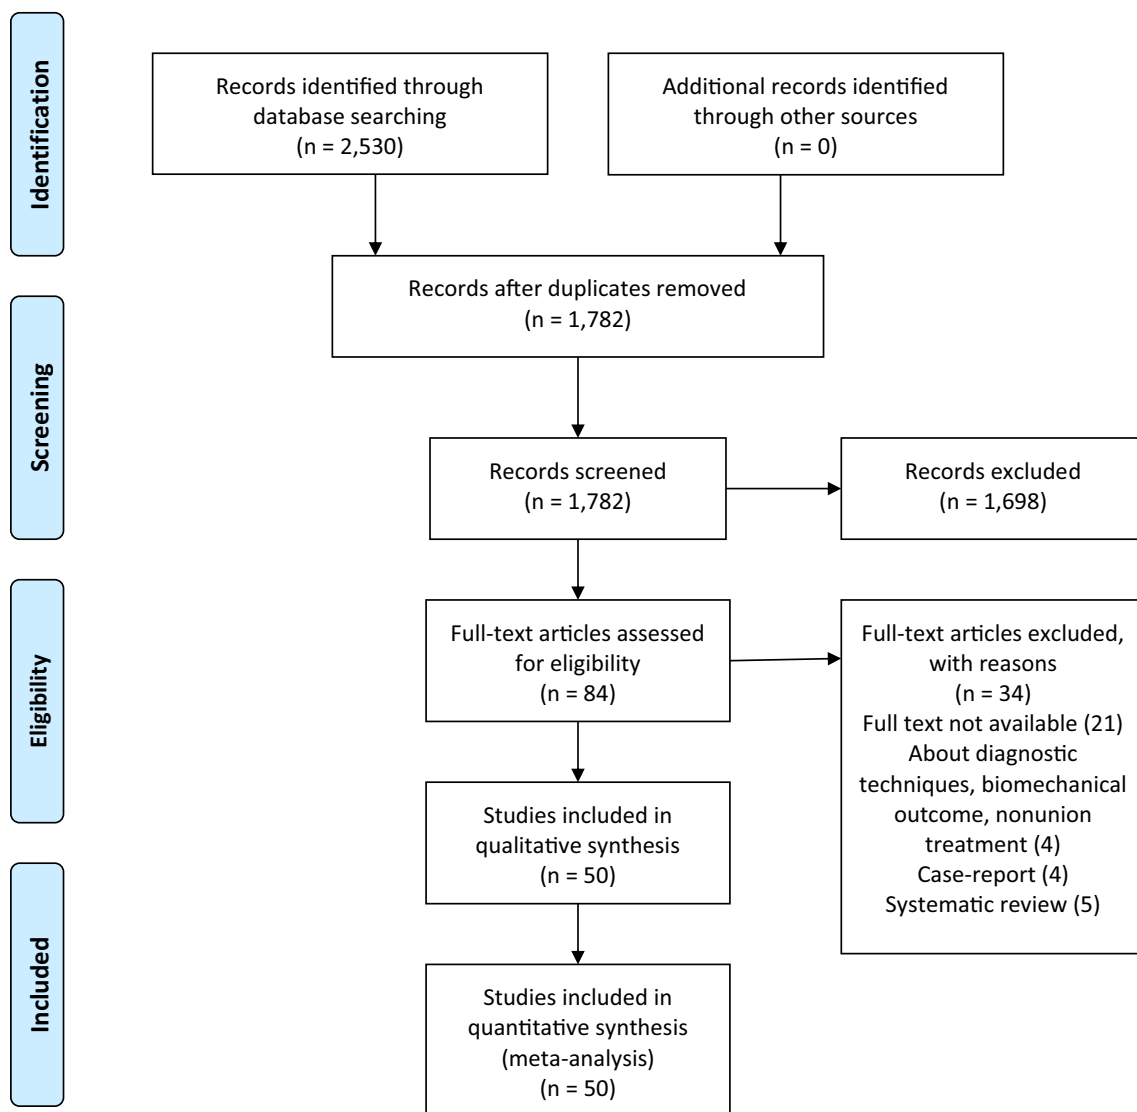 Identification
Records identified through
database searching
(n = 2,530)
Additional records identified
through other sources
(n = 0)
Records after duplicates removed
(n = 1,782)
Screening
Records screened
(n = 1,782)
Records excluded
(n = 1,698)
Eligibility
Full-text articles assessed
for eligibility
(n = 84)
Full-text articles excluded,
with reasons
(n = 34)
Full text not available (21)
About diagnostic
techniques, biomechanical
outcome, nonunion
treatment (4)
Case-report (4)
Systematic review (5)
Studies included in
qualitative synthesis
(n = 50)
Included
Studies included in
quantitative synthesis
(meta-analysis)
(n = 50)